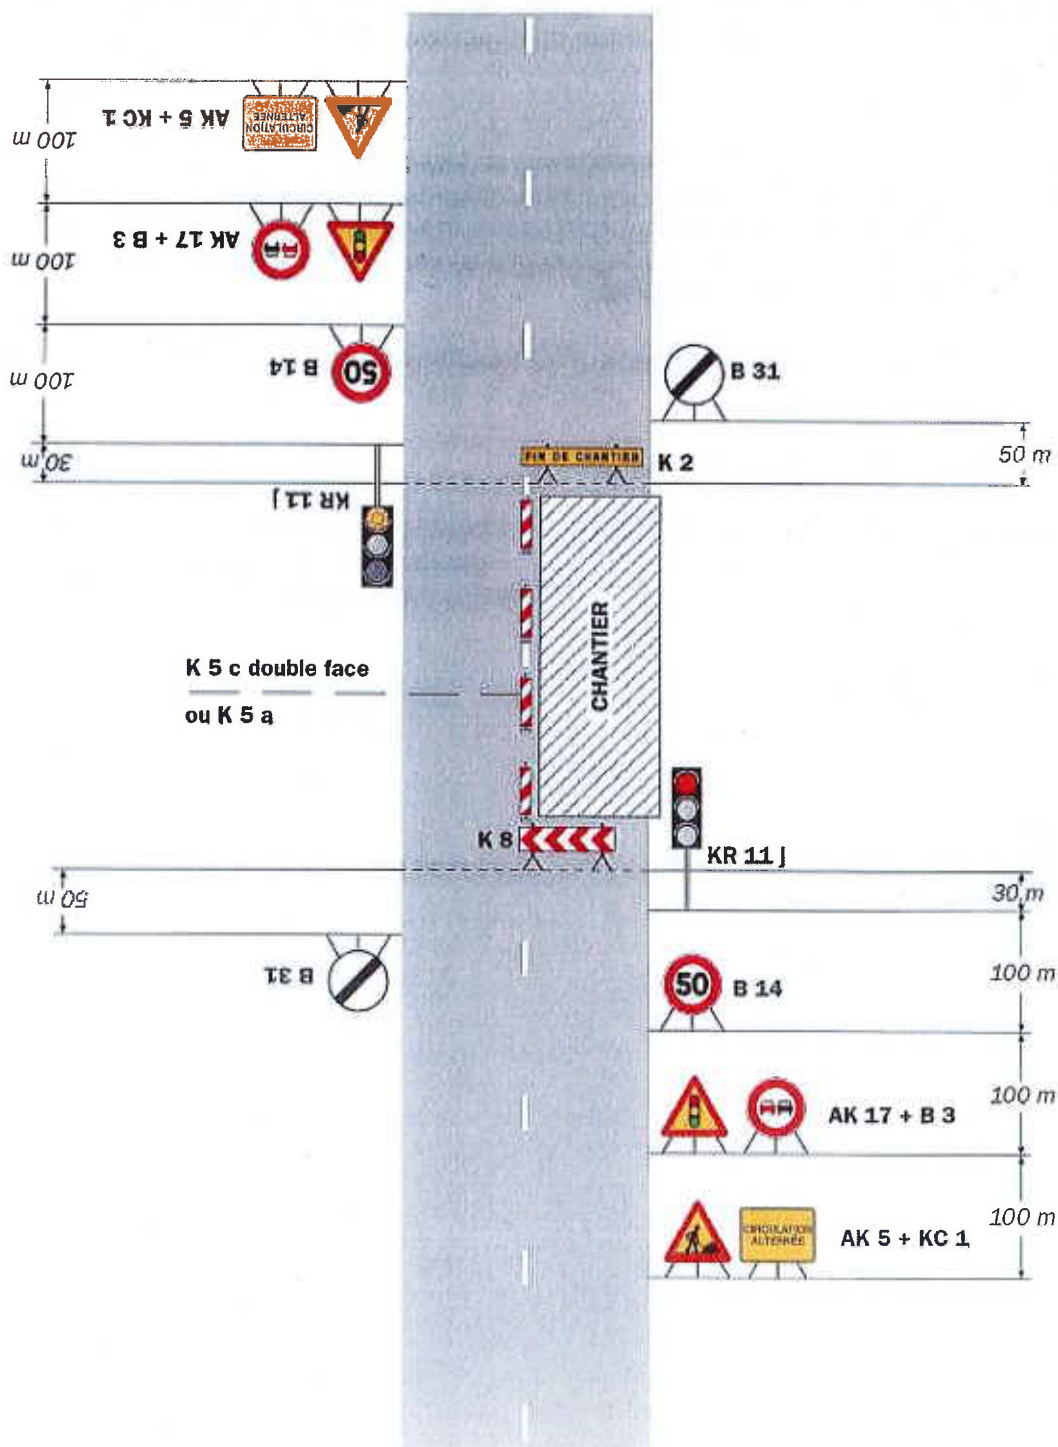 AK 5 + KC 1
CIRCULATION
ALTERNÉE
100 m
AK 17 + B 3
100 m
B 14
50
100 m
B 31
30 m
FIN DE CHANTIER
K 2
50 m
KR 11 j
CHANTIER
K 5 c double face
ou K 5 a
K 8
KR 11 j
50 m
30 m
B 31
50
B 14
100 m
AK 17 + B 3
100 m
CIRCULATION
ALTERNÉE
AK 5 + KC 1
100 m